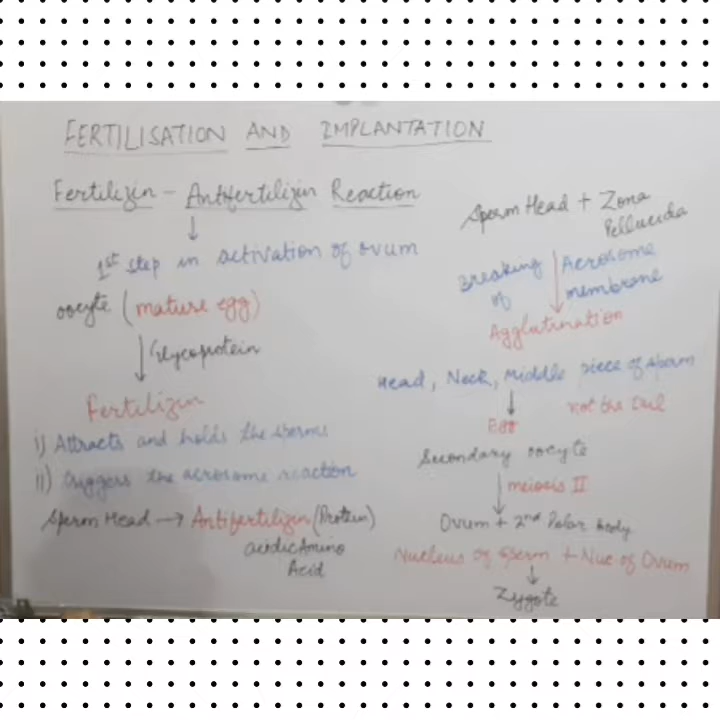 FERTILISATION AND IMPLANTATION
Fertilizin - Antifertilizin Reaction
↓
1st step in activation of ovum
oocyte (mature egg)
↓ Glycoprotein
Fertilizin
i) Attracts and holds the sperms
ii) Triggers the acrosome reaction
Sperm Head → Antifertilizin (Protein)
acidic Amino
Acid
Sperm Head + Zona
Pellucida
Breaking of ↓ Acrosome membrane
Agglutination
Head, Neck, Middle piece of sperm
↓ not the tail
Egg
Secondary oocyte
↓ meiosis II
Ovum + 2nd Polar body
Nucleus of sperm + Nuc of Ovum
↓
Zygote